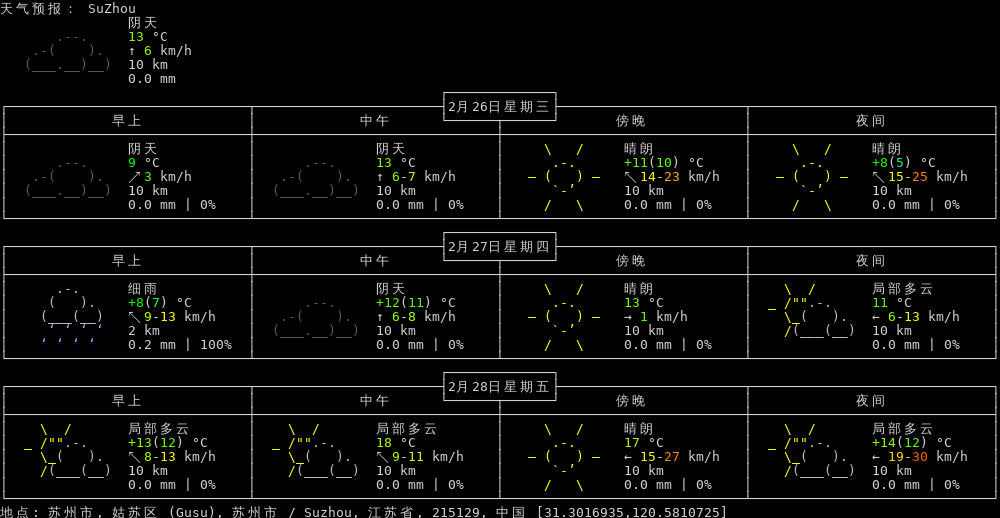 天气预报: SuZhou
阴天
13 °C
↑ 6 km/h
10 km
0.0 mm
2月26日星期三
早上 中午 傍晚 夜间
阴天 阴天 晴朗 晴朗
9 °C 13 °C +11(10) °C +8(5) °C
↗ 3 km/h ↑ 6-7 km/h ↖ 14-23 km/h ↖ 15-25 km/h
10 km 10 km 10 km 10 km
0.0 mm | 0% 0.0 mm | 0% 0.0 mm | 0% 0.0 mm | 0%
2月27日星期四
早上 中午 傍晚 夜间
细雨 阴天 晴朗 局部多云
+8(7) °C +12(11) °C 13 °C 11 °C
↖ 9-13 km/h ↑ 6-8 km/h → 1 km/h ← 6-13 km/h
2 km 10 km 10 km 10 km
0.2 mm | 100% 0.0 mm | 0% 0.0 mm | 0% 0.0 mm | 0%
2月28日星期五
早上 中午 傍晚 夜间
局部多云 局部多云 晴朗 局部多云
+13(12) °C 18 °C 17 °C +14(12) °C
↖ 8-13 km/h ↖ 9-11 km/h ← 15-27 km/h ← 19-30 km/h
10 km 10 km 10 km 10 km
0.0 mm | 0% 0.0 mm | 0% 0.0 mm | 0% 0.0 mm | 0%
地点: 苏州市, 姑苏区 (Gusu), 苏州市 / Suzhou, 江苏省, 215129, 中国 [31.3016935,120.5810725]